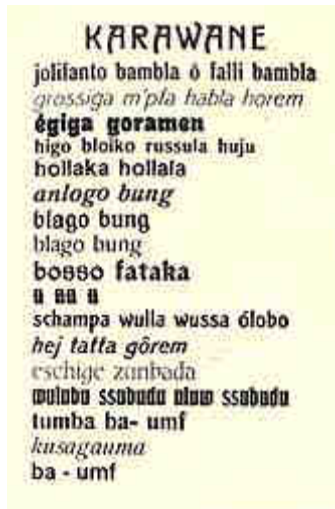 KARAWANE
jolifanto bambla ô falli bambla
grossiga m'pfa habla horem
égiga goramen
higo bloiko russula huju
hollaka hollala
anlogo bung
blago bung
blago bung
bosso fataka
ü üü ü
schampa wulla wussa ólobo
hej tatta gôrem
eschige zunbada
wulubu ssubudu uluw ssubudu
tumba ba- umf
kusagauma
ba - umf